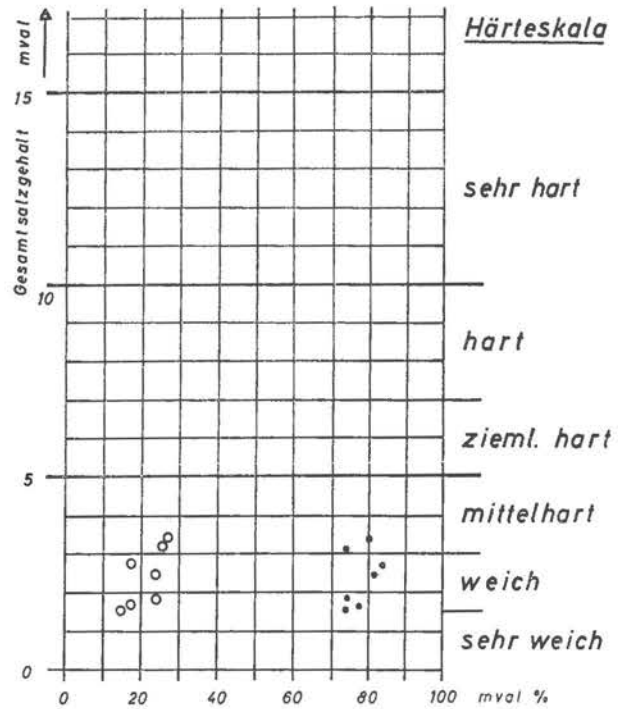 Härteskala
mval
Gesamtsalzgehalt
15
sehr hart
10
hart
zieml. hart
5
mittelhart
weich
sehr weich
0
0 20 40 60 80 100 mval %